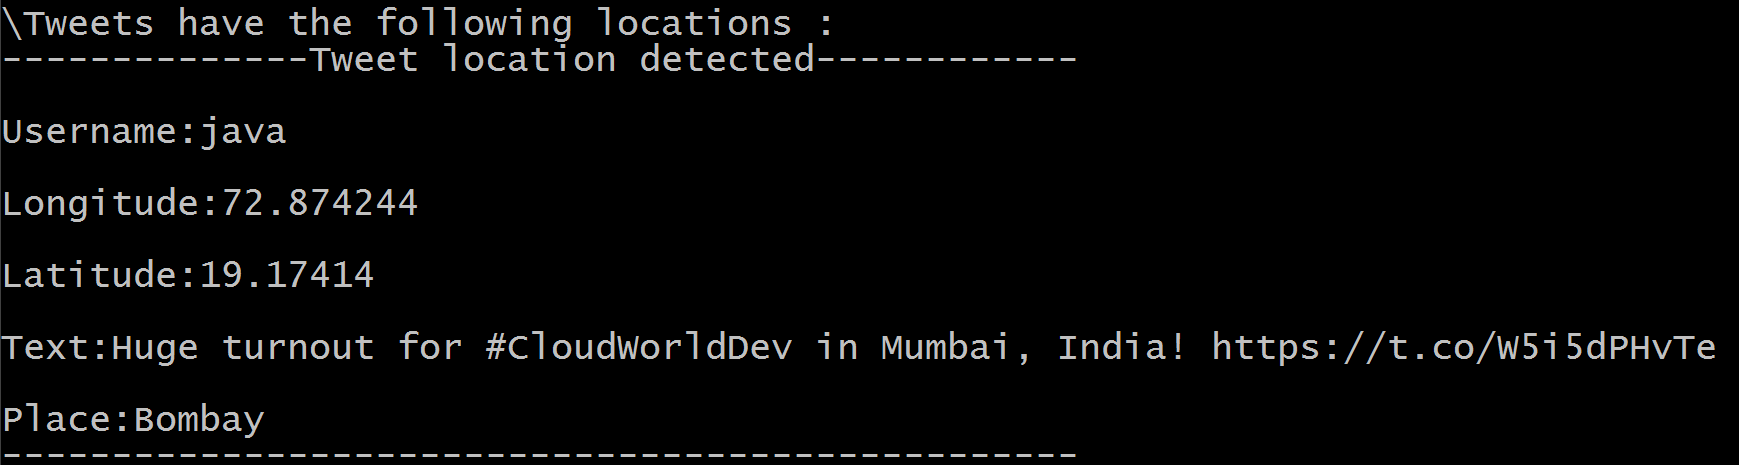 \Tweets have the following locations :
--------------Tweet location detected------------
Username:java
Longitude:72.874244
Latitude:19.17414
Text:Huge turnout for #CloudWorldDev in Mumbai, India! https://t.co/W5i5dPHvTe
Place:Bombay
-------------------------------------------------